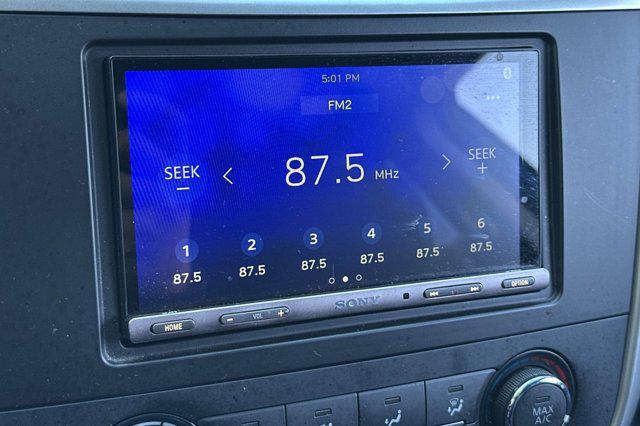 5:01 PM
FM2
SEEK − < 87.5 MHz > SEEK +
1 2 3 4 5 6
87.5 87.5 87.5 87.5 87.5 87.5
SONY
HOME − VOL + OPTION
MAX A/C